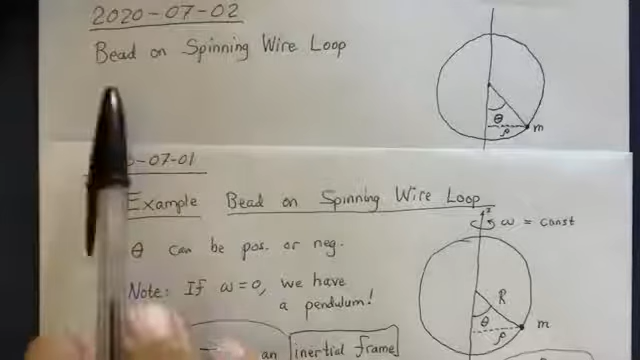 2020-07-02
Bead on Spinning Wire Loop
θ
ρ
m
-07-01
Example Bead on Spinning Wire Loop
z
ω = const
θ can be pos. or neg.
Note: If ω=0, we have
a pendulum!
R
θ
m
ρ
an inertial frame